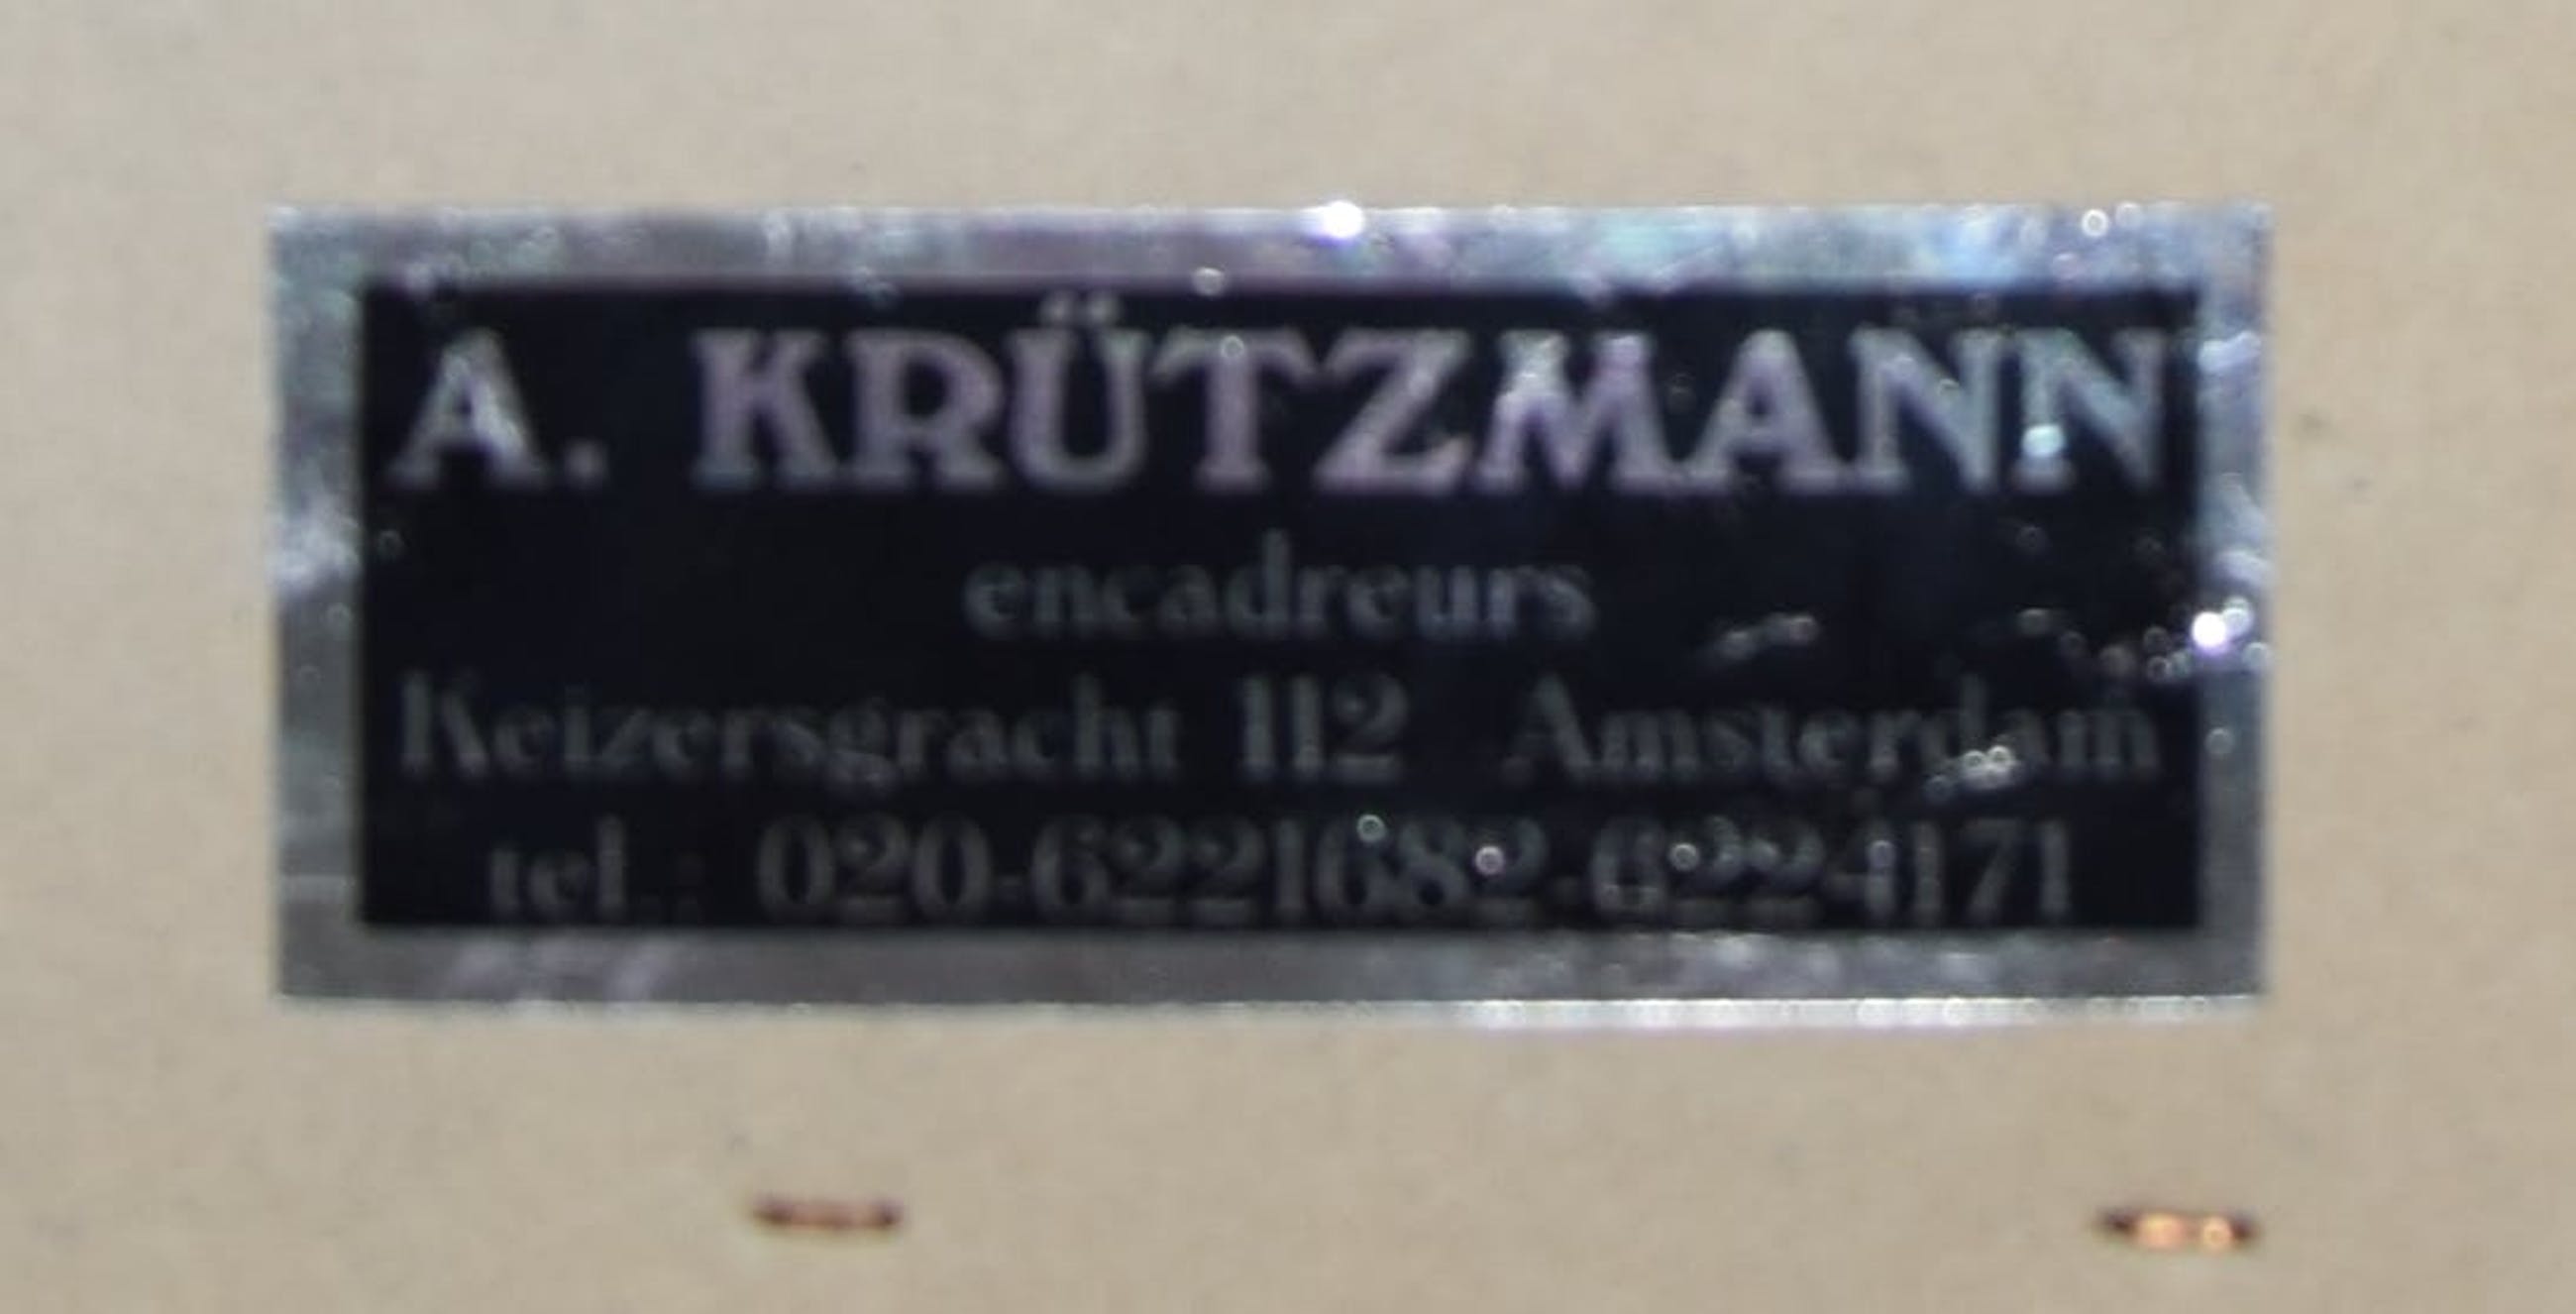 A. KRÜTZMANN
encadreurs
Keizersgracht 112 Amsterdam
tel.: 020-6221682-6224171